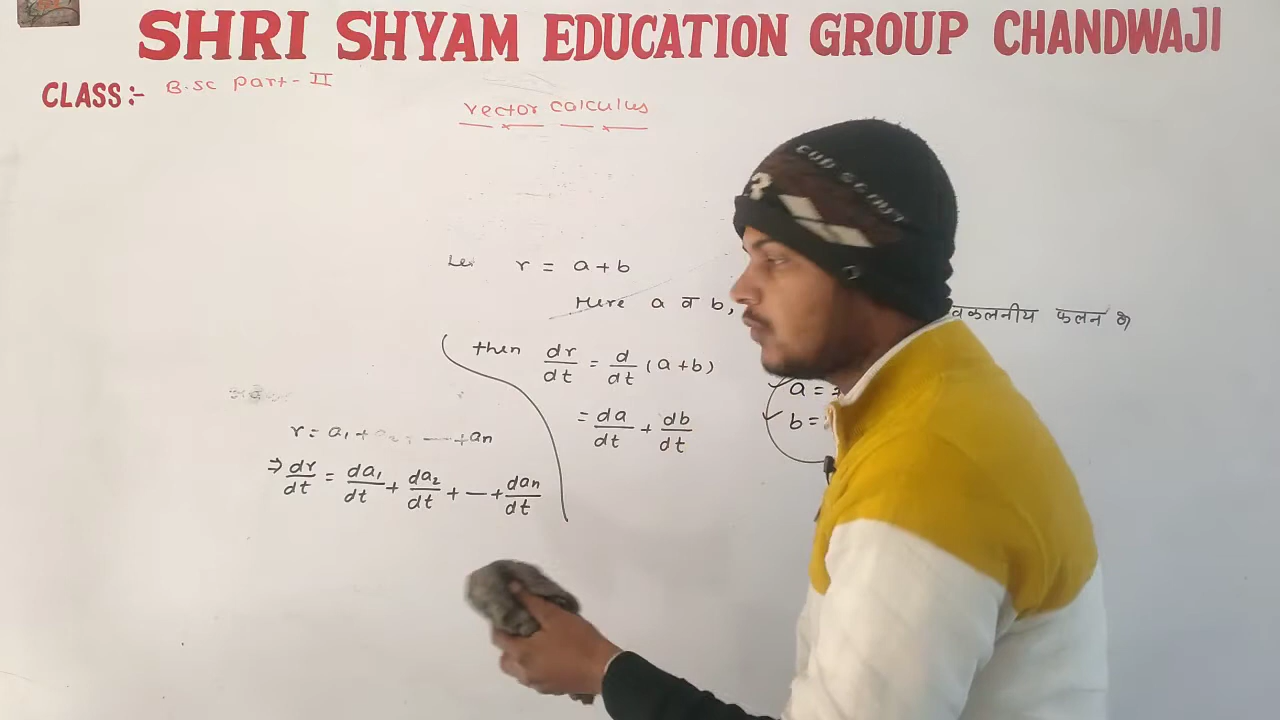 SHRI SHYAM EDUCATION GROUP CHANDWAJI
CLASS:- B.SC Part-II
Vector calculus
Let r = a+b
Here a व b,
फलन है
then dr/dt = d/dt (a+b)
a =
= da/dt + db/dt
b =
r = a₁ + a₂ + — + an
⇒ dr/dt = da₁/dt + da₂/dt + — + dan/dt